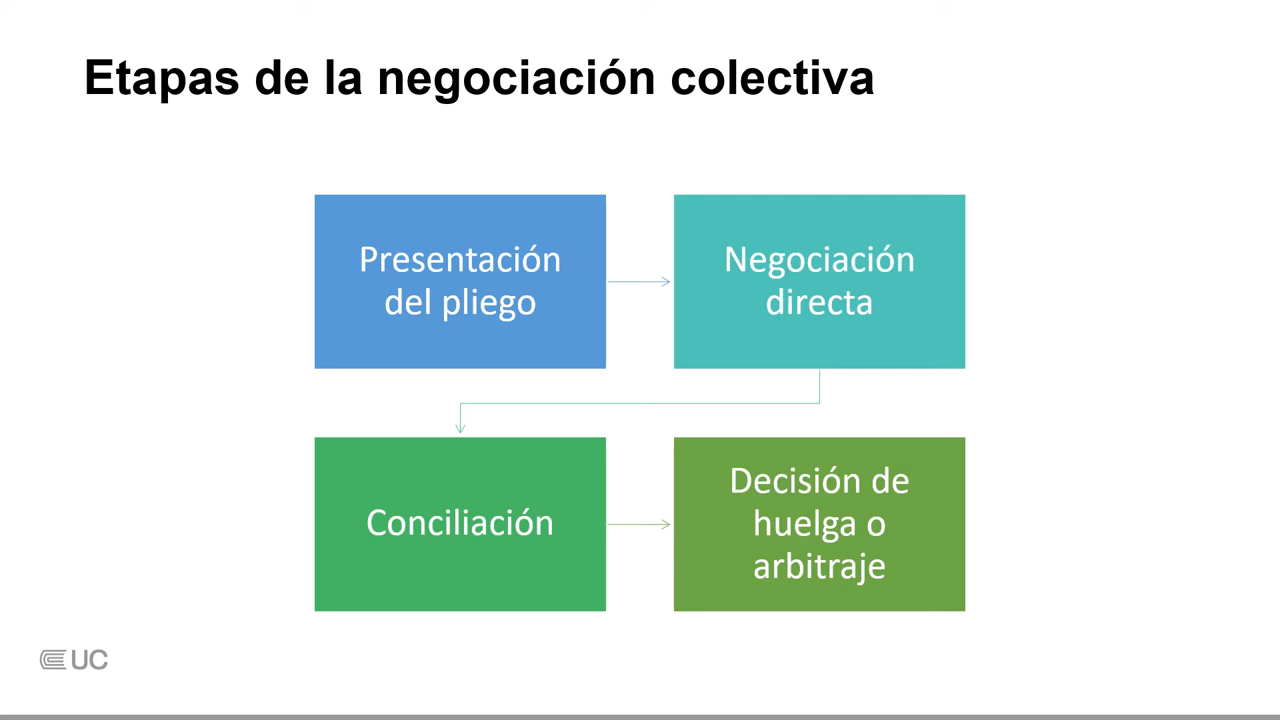 Etapas de la negociación colectiva
Presentación
del pliego
Negociación
directa
Conciliación
Decisión de
huelga o
arbitraje
UC